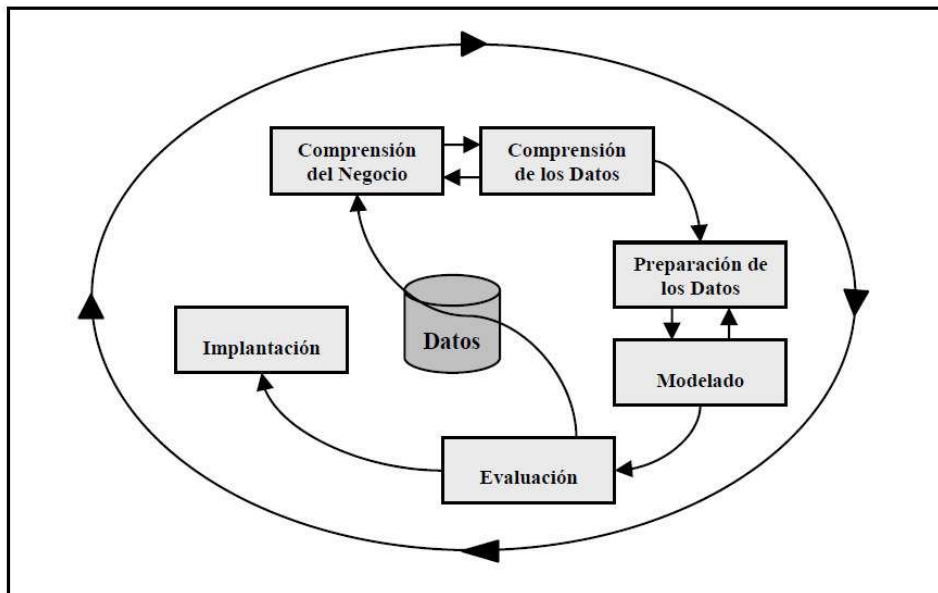 Comprensión
del Negocio
Comprensión
de los Datos
Preparación de
los Datos
Modelado
Evaluación
Implantación
Datos